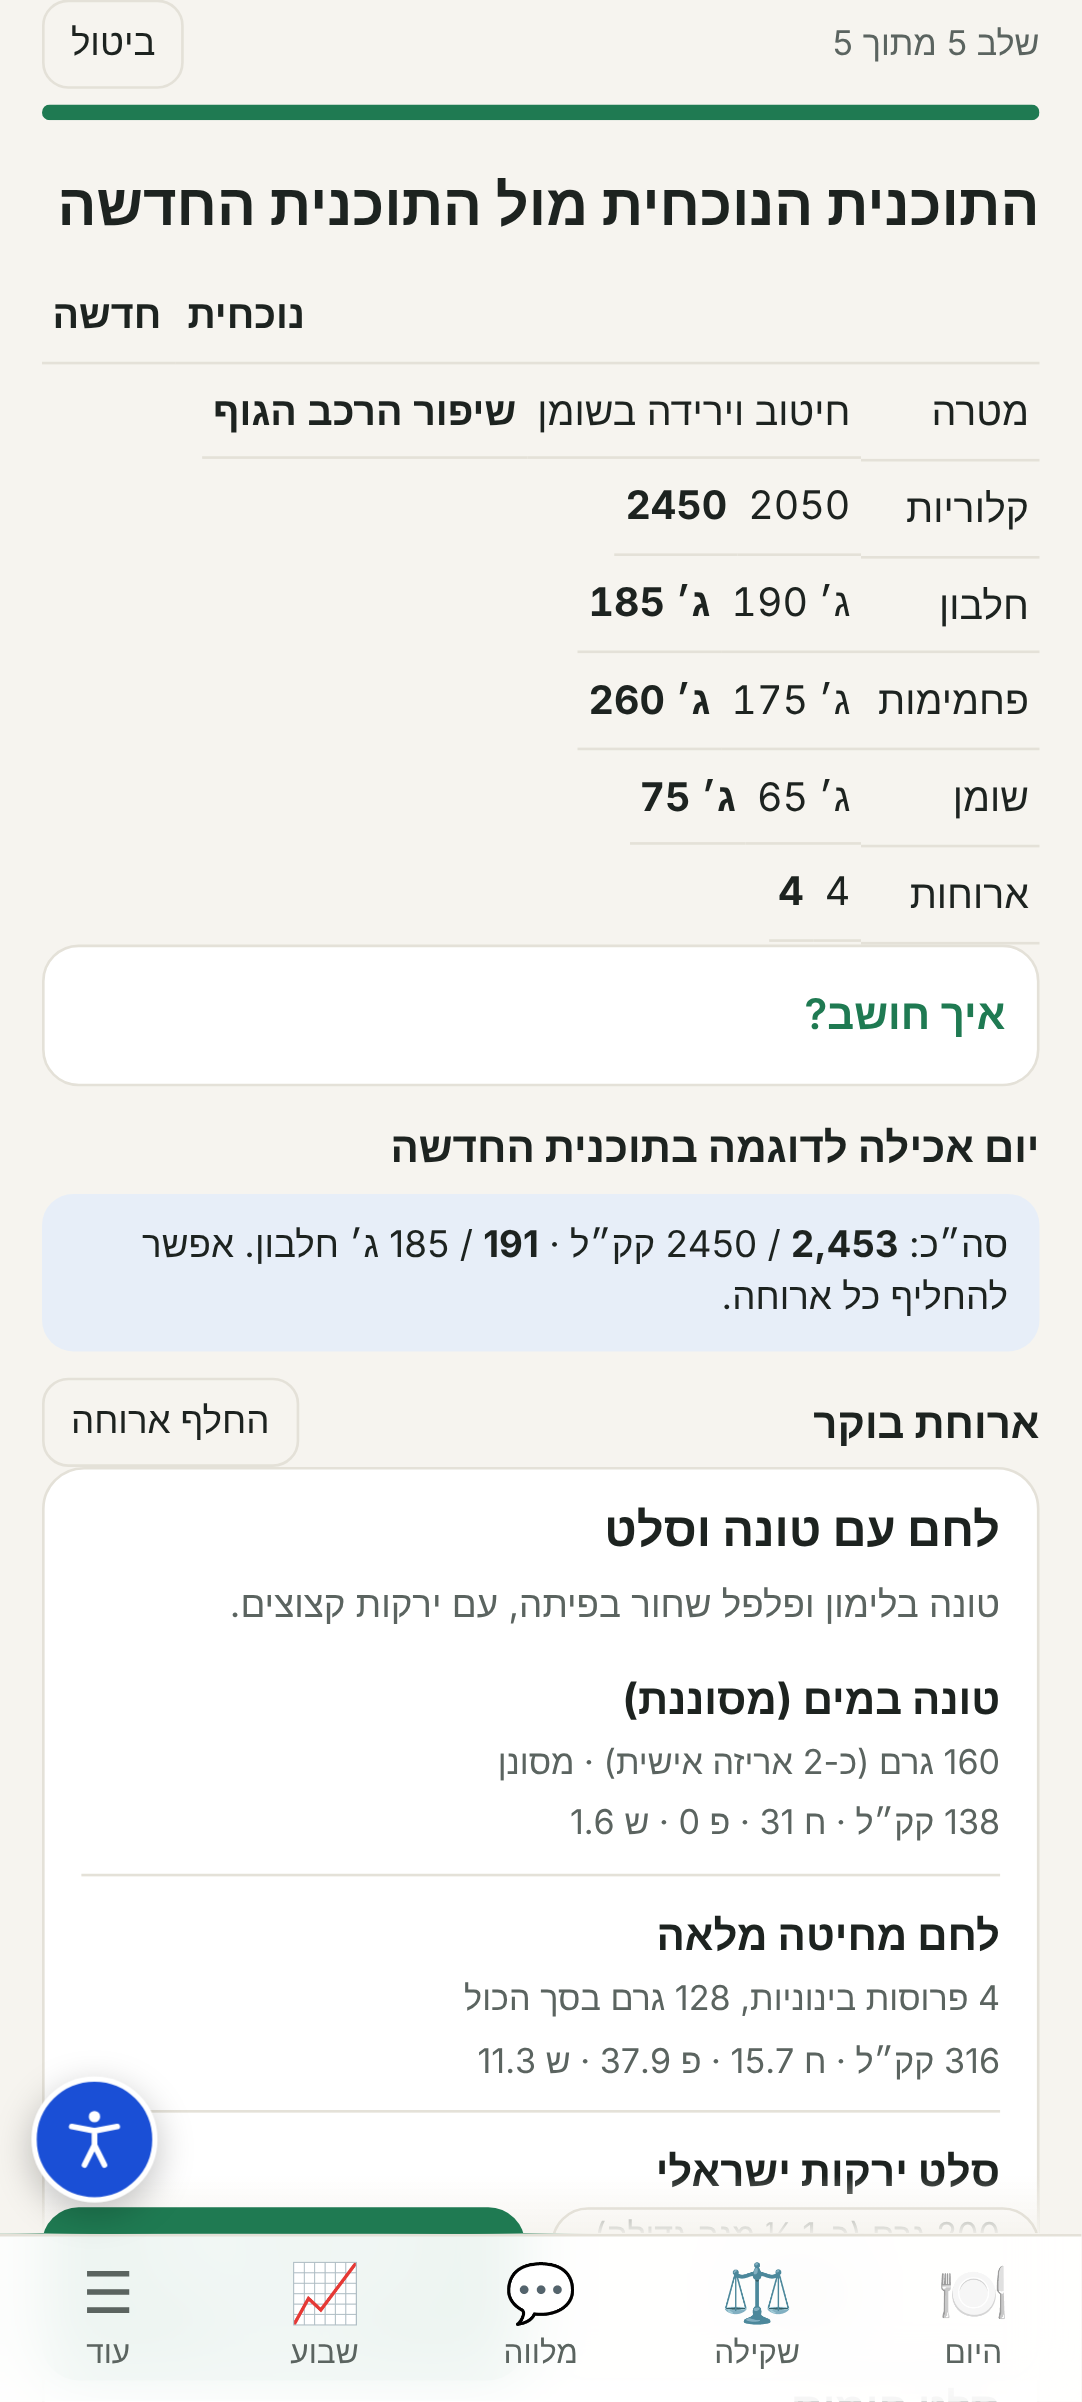 שלב 5 מתוך 5
ביטול
התוכנית הנוכחית מול התוכנית החדשה
נוכחית חדשה
מטרה חיטוב וירידה בשומן שיפור הרכב הגוף
קלוריות 2050 2450
חלבון 190 ג׳ 185 ג׳
פחמימות 175 ג׳ 260 ג׳
שומן 65 ג׳ 75 ג׳
ארוחות 4 4
איך חושב?
יום אכילה לדוגמה בתוכנית החדשה
סה״כ: 2,453 / 2450 קק״ל · 191 / 185 ג׳ חלבון. אפשר
להחליף כל ארוחה.
ארוחת בוקר
החלף ארוחה
לחם עם טונה וסלט
טונה בלימון ופלפל שחור בפיתה, עם ירקות קצוצים.
טונה במים (מסוננת)
160 גרם (כ-2 אריזה אישית) · מסונן
138 קק״ל · ח 31 · פ 0 · ש 1.6
לחם מחיטה מלאה
4 פרוסות בינוניות, 128 גרם בסך הכול
316 קק״ל · ח 15.7 · פ 37.9 · ש 11.3
סלט ירקות ישראלי
היום
שקילה
מלווה
שבוע
עוד